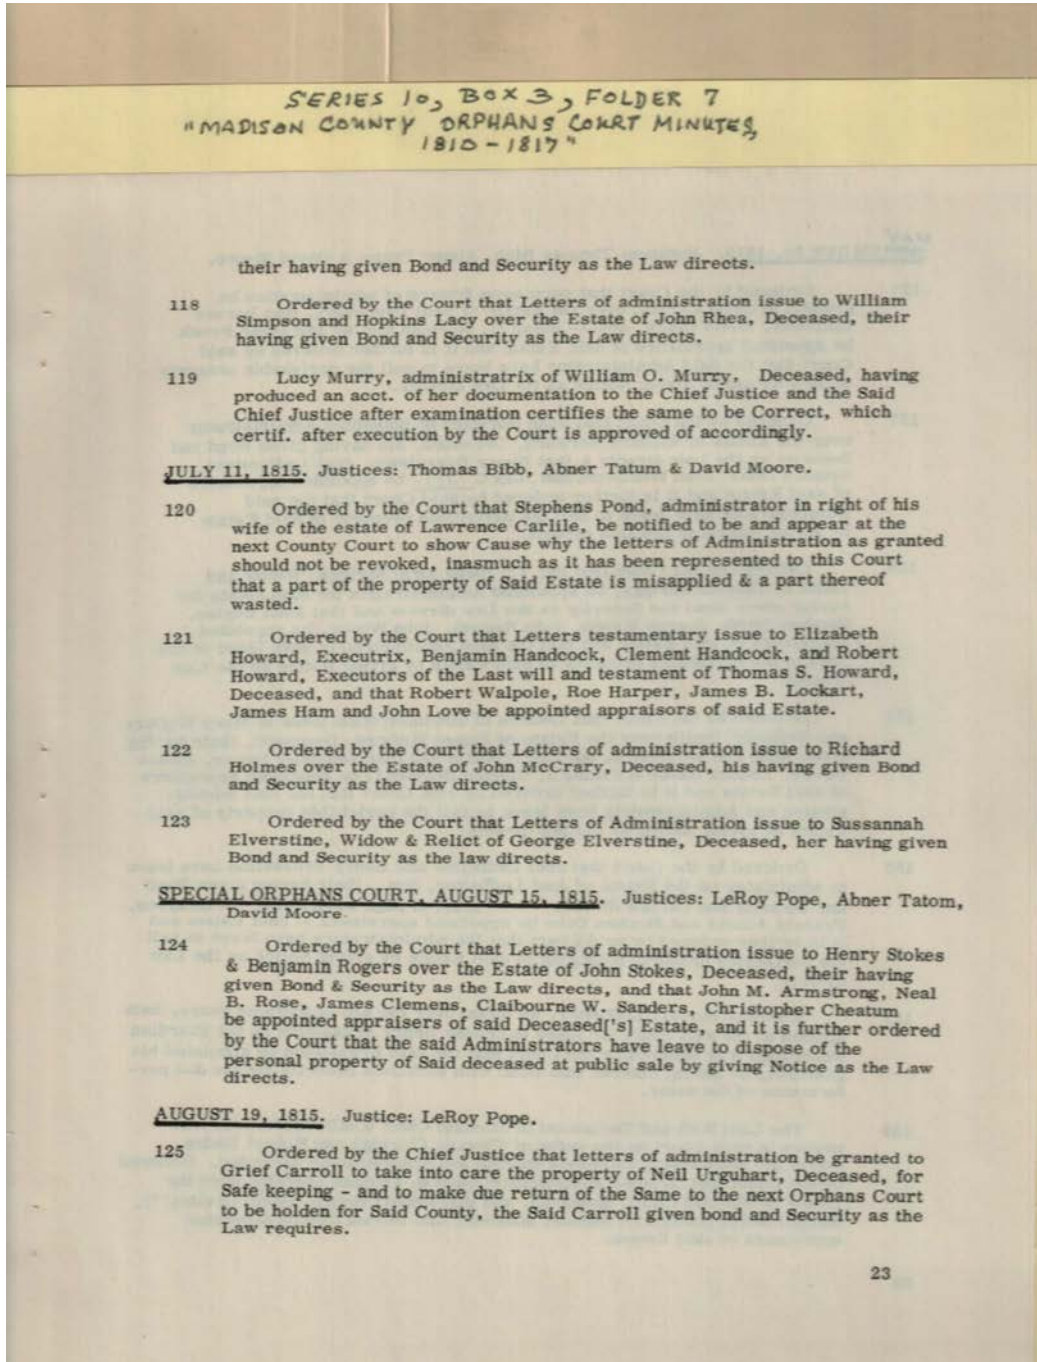 SERIES 10, BOX 3, FOLDER 7
"MADISON COUNTY ORPHANS COURT MINUTES,
1810-1817"
their having given Bond and Security as the Law directs.
118 Ordered by the Court that Letters of administration issue to William
Simpson and Hopkins Lacy over the Estate of John Rhea, Deceased, their
having given Bond and Security as the Law directs.
119 Lucy Murry, administratrix of William O. Murry, Deceased, having
produced an acct. of her documentation to the Chief Justice and the Said
Chief Justice after examination certifies the same to be Correct, which
certif. after execution by the Court is approved of accordingly.
JULY 11, 1815. Justices: Thomas Bibb, Abner Tatum & David Moore.
120 Ordered by the Court that Stephens Pond, administrator in right of his
wife of the estate of Lawrence Carlile, be notified to be and appear at the
next County Court to show Cause why the letters of Administration as granted
should not be revoked, inasmuch as it has been represented to this Court
that a part of the property of Said Estate is misapplied & a part thereof
wasted.
121 Ordered by the Court that Letters testamentary issue to Elizabeth
Howard, Executrix, Benjamin Handcock, Clement Handcock, and Robert
Howard, Executors of the Last will and testament of Thomas S. Howard,
Deceased, and that Robert Walpole, Roe Harper, James B. Lockart,
James Ham and John Love be appointed appraisors of said Estate.
122 Ordered by the Court that Letters of administration issue to Richard
Holmes over the Estate of John McCrary, Deceased, his having given Bond
and Security as the Law directs.
123 Ordered by the Court that Letters of Administration issue to Sussannah
Elverstine, Widow & Relict of George Elverstine, Deceased, her having given
Bond and Security as the law directs.
SPECIAL ORPHANS COURT, AUGUST 15, 1815. Justices: LeRoy Pope, Abner Tatom,
David Moore
124 Ordered by the Court that Letters of administration issue to Henry Stokes
& Benjamin Rogers over the Estate of John Stokes, Deceased, their having
given Bond & Security as the Law directs, and that John M. Armstrong, Neal
B. Rose, James Clemens, Claibourne W. Sanders, Christopher Cheatum
be appointed appraisers of said Deceased['s] Estate, and it is further ordered
by the Court that the said Administrators have leave to dispose of the
personal property of Said deceased at public sale by giving Notice as the Law
directs.
AUGUST 19, 1815. Justice: LeRoy Pope.
125 Ordered by the Chief Justice that letters of administration be granted to
Grief Carroll to take into care the property of Neil Urguhart, Deceased, for
Safe keeping - and to make due return of the Same to the next Orphans Court
to be holden for Said County, the Said Carroll given bond and Security as the
Law requires.
23